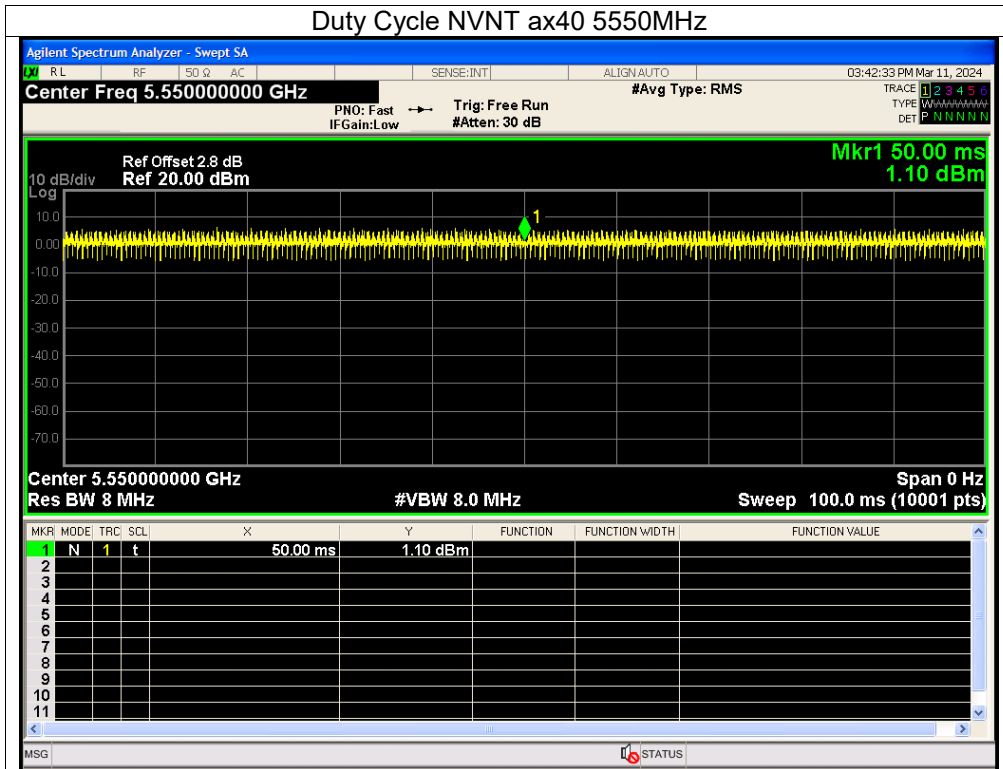 Duty Cycle NVNT ax40 5550MHz
Agilent Spectrum Analyzer - Swept SA
LXI RL RF 50 Ω AC SENSE:INT ALIGN AUTO 03:42:33 PM Mar 11, 2024
Center Freq 5.550000000 GHz #Avg Type: RMS TRACE 1 2 3 4 5 6
PNO: Fast Trig: Free Run TYPE W
IFGain:Low #Atten: 30 dB DET P N N N N N
Mkr1 50.00 ms
1.10 dBm
Ref Offset 2.8 dB
10 dB/div Ref 20.00 dBm
Log
10.0
1
0.00
-10.0
-20.0
-30.0
-40.0
-50.0
-60.0
-70.0
Center 5.550000000 GHz Span 0 Hz
Res BW 8 MHz #VBW 8.0 MHz Sweep 100.0 ms (10001 pts)
MKR MODE TRC SCL X Y FUNCTION FUNCTION WIDTH FUNCTION VALUE
1 N 1 t 50.00 ms 1.10 dBm
2
3
4
5
6
7
8
9
10
11
MSG STATUS